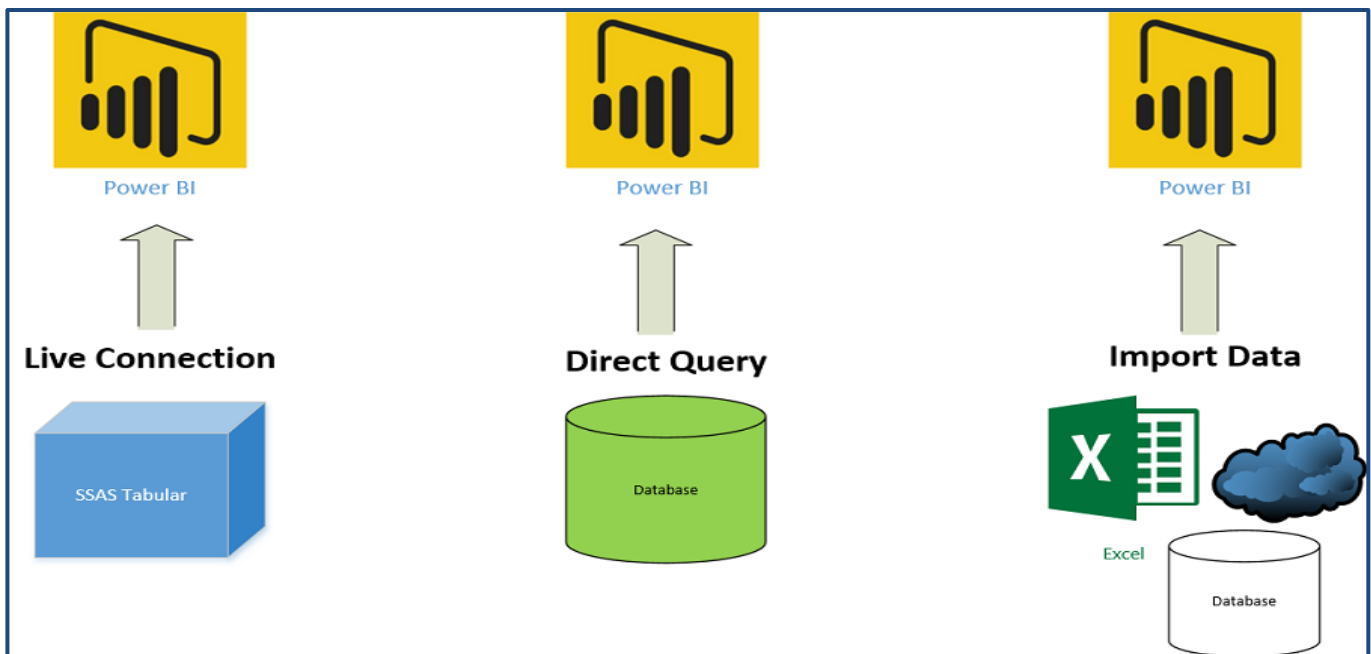 Power BI
Power BI
Power BI
Live Connection
Direct Query
Import Data
SSAS Tabular
Database
X
Excel
Database